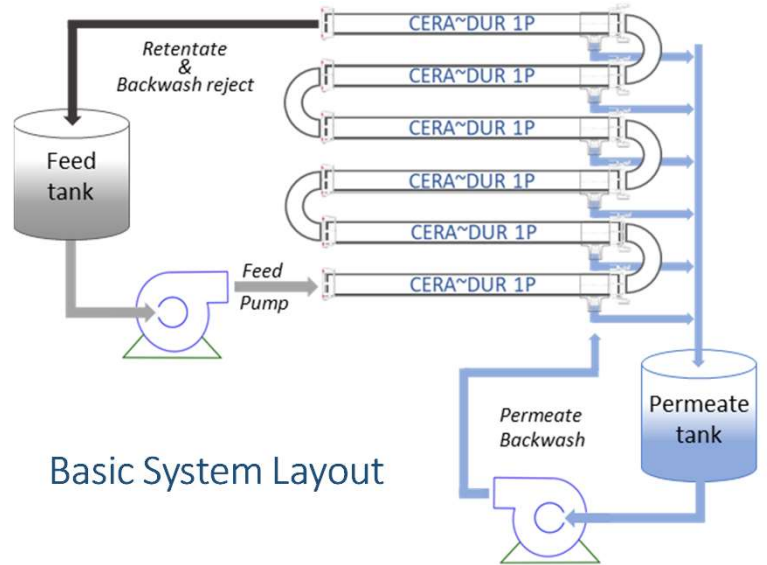 CERA~DUR 1P
Retentate
&
Backwash reject
CERA~DUR 1P
CERA~DUR 1P
Feed
tank
CERA~DUR 1P
CERA~DUR 1P
Feed
Pump
CERA~DUR 1P
Permeate
tank
Permeate
Backwash
Basic System Layout